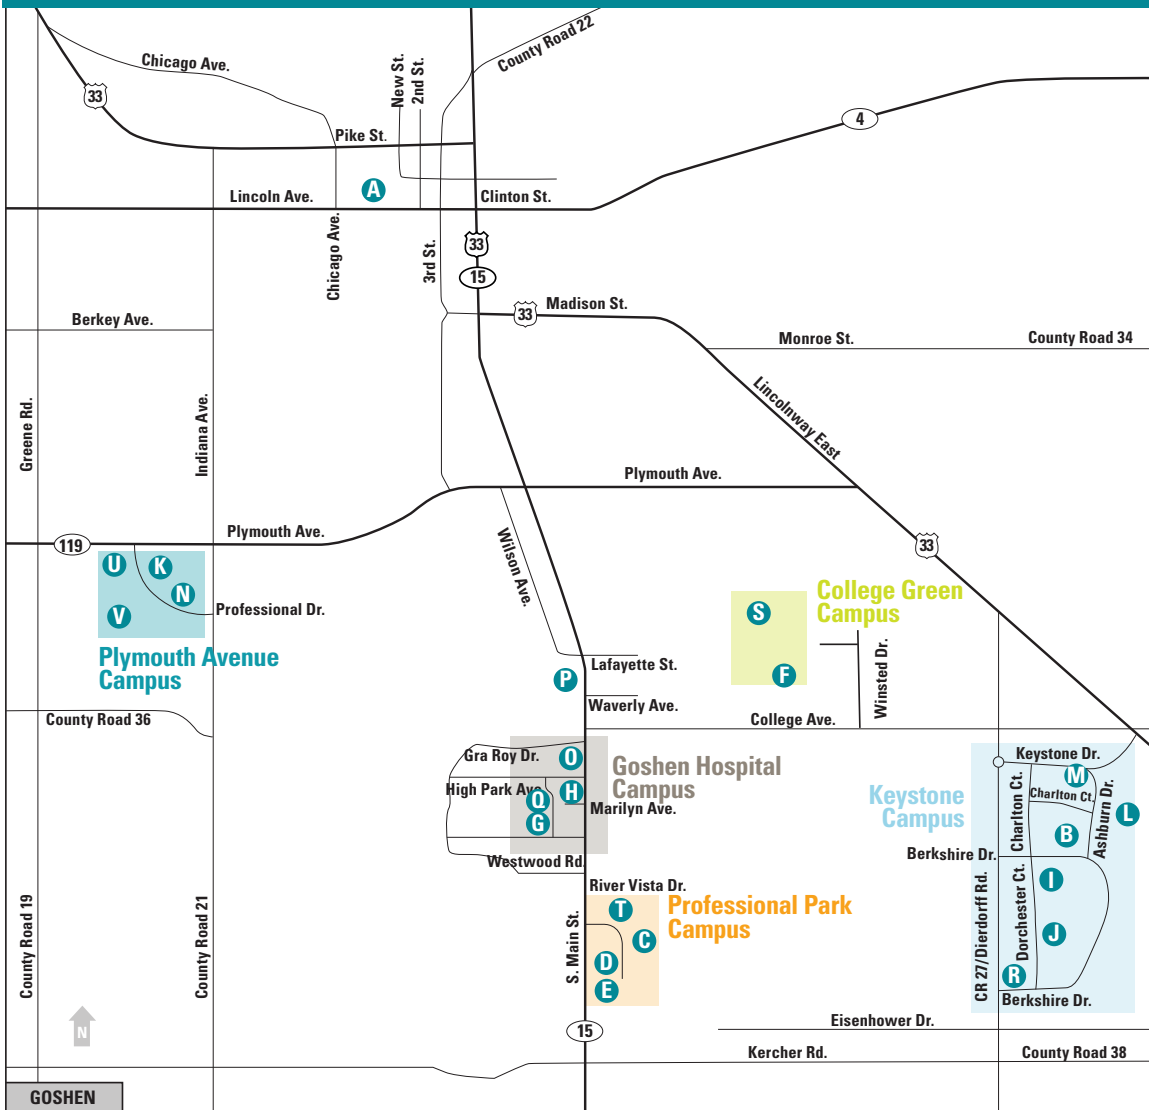 County Road 22
Chicago Ave.
New St.
2nd St.
33
4
Pike St.
A
Lincoln Ave.
Clinton St.
Chicago Ave.
3rd St.
33
15
Madison St.
33
Berkey Ave.
Monroe St.
County Road 34
Greene Rd.
Indiana Ave.
Lincolnway East
Plymouth Ave.
Plymouth Ave.
119
33
Wilson Ave.
U
K
N
V
Professional Dr.
Plymouth Avenue
Campus
College Green
Campus
S
F
Winsted Dr.
Lafayette St.
P
Waverly Ave.
College Ave.
County Road 36
Gra Roy Dr.
O
Goshen Hospital
Campus
High Park Ave
H
Q
G
Marilyn Ave.
Westwood Rd.
Keystone Dr.
M
Keystone
Campus
Charlton Ct.
Charlton Ct.
Ashburn Dr.
L
B
Berkshire Dr.
I
River Vista Dr.
T
Professional Park
Campus
C
D
E
S. Main St.
Dorchester Ct.
J
R
CR 27/Dierdorff Rd.
Berkshire Dr.
County Road 19
County Road 21
N
15
Eisenhower Dr.
Kercher Rd.
County Road 38
GOSHEN